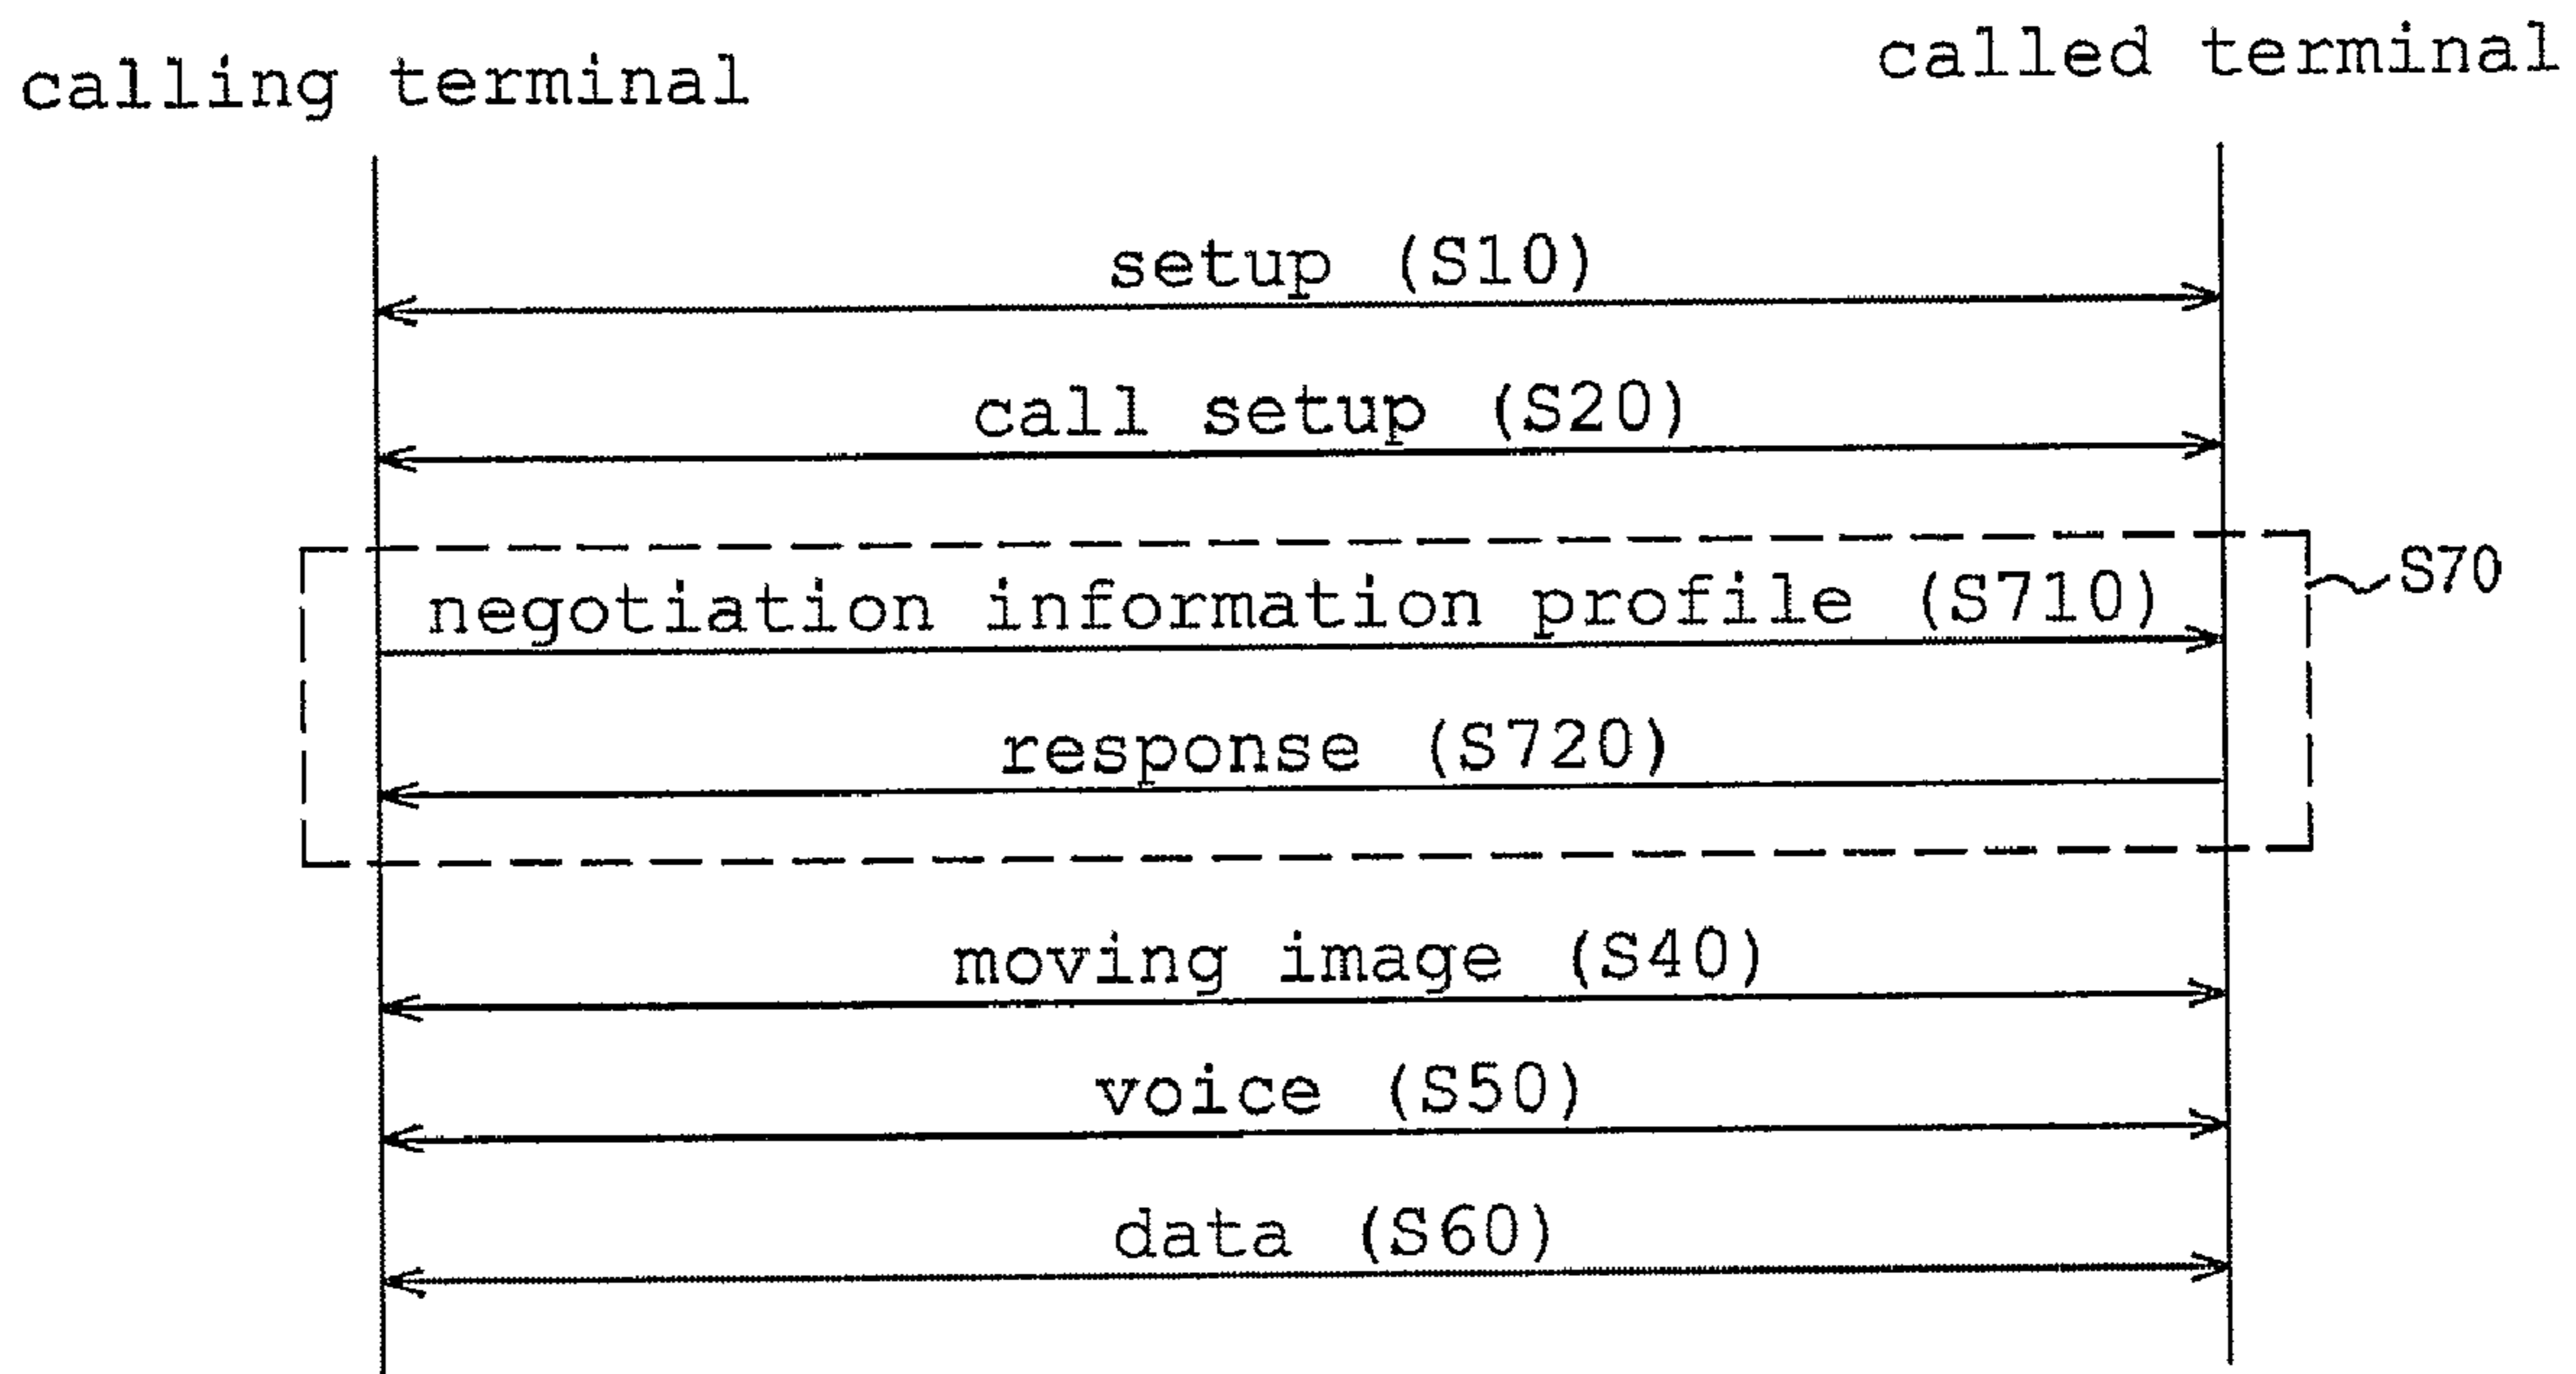 calling terminal
called terminal
setup (S10)
call setup (S20)
negotiation information profile (S710)
S70
response (S720)
moving image (S40)
voice (S50)
data (S60)